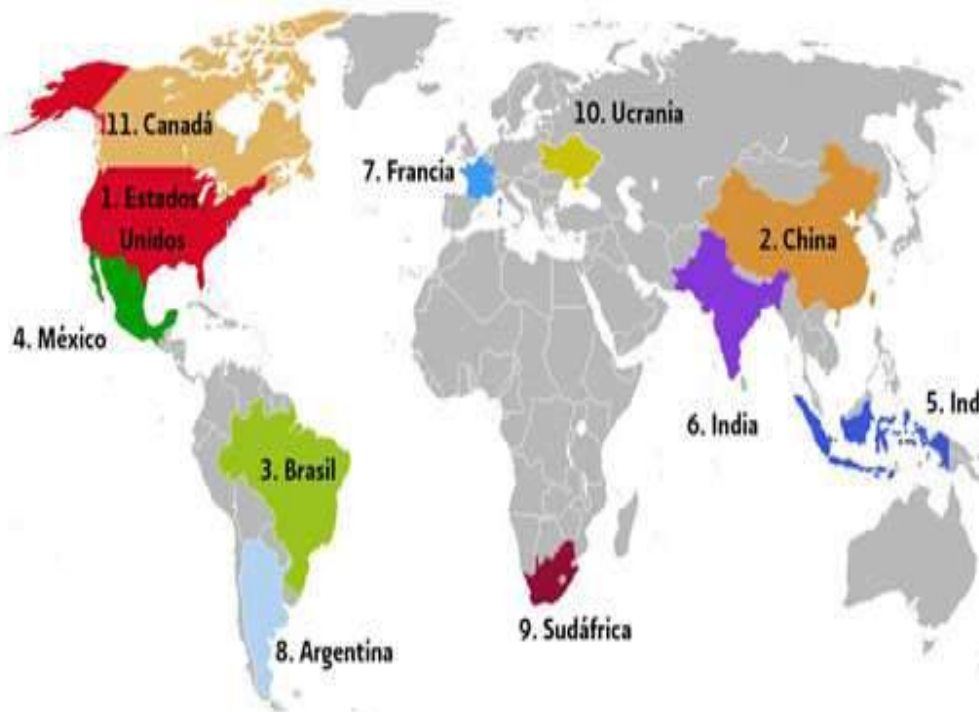 10. Ucrania
11. Canadá
7. Francia
1. Estados
Unidos
2. China
4. México
5. Ind
6. India
3. Brasil
9. Sudáfrica
8. Argentina